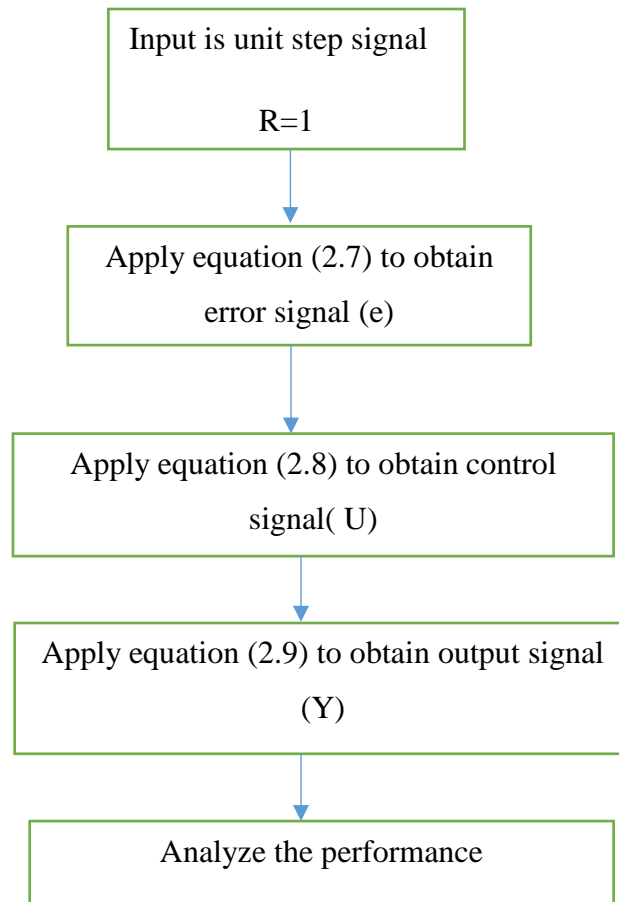 Input is unit step signal
R=1
Apply equation (2.7) to obtain
error signal (e)
Apply equation (2.8) to obtain control
signal( U)
Apply equation (2.9) to obtain output signal
(Y)
Analyze the performance